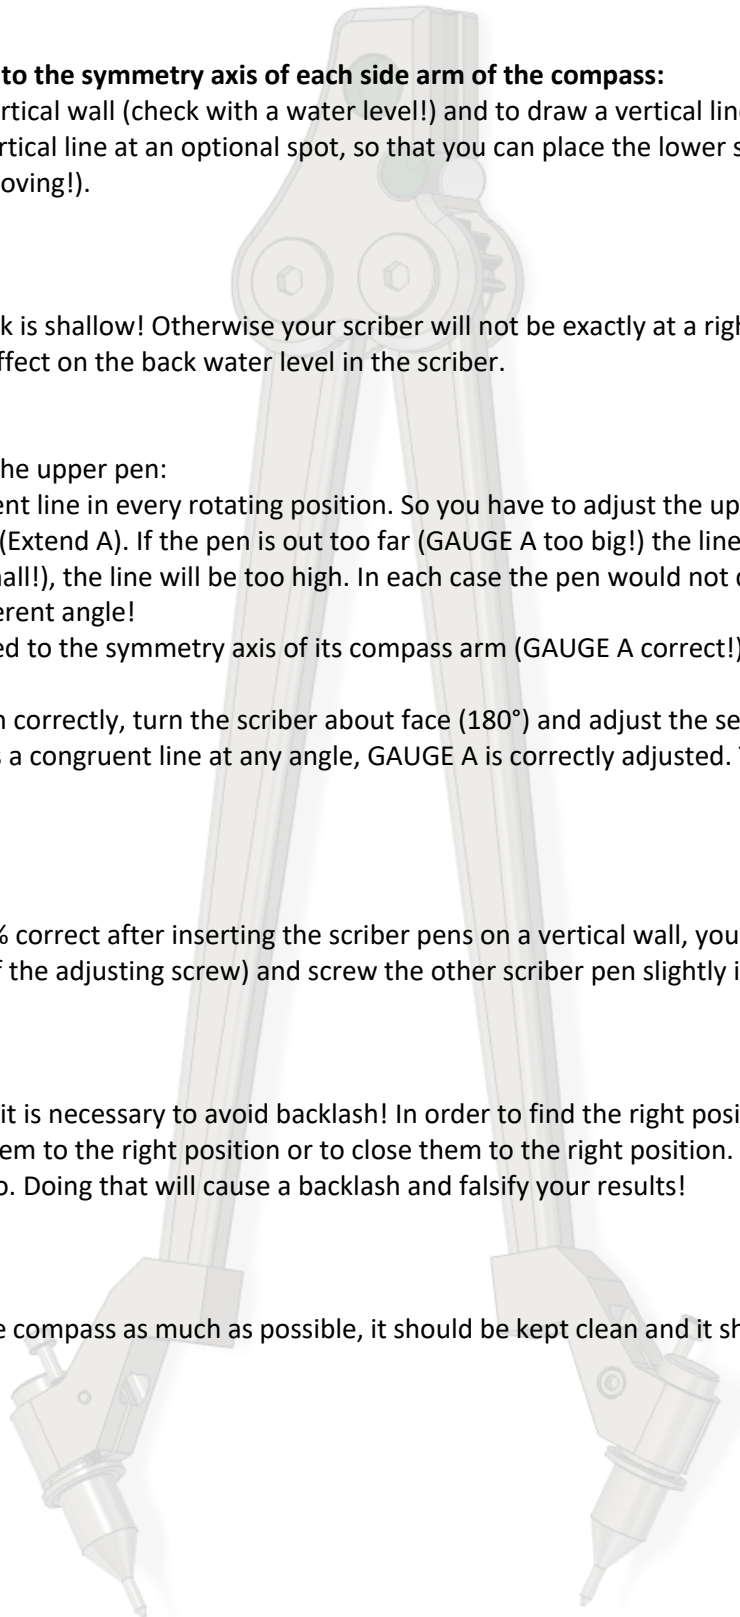 to the symmetry axis of each side arm of the compass:
rtical wall (check with a water level!) and to draw a vertical lin
rtical line at an optional spot, so that you can place the lower s
oving!).
k is shallow! Otherwise your scriber will not be exactly at a righ
ffect on the back water level in the scriber.
he upper pen:
ent line in every rotating position. So you have to adjust the up
(Extend A). If the pen is out too far (GAUGE A too big!) the line
nall!), the line will be too high. In each case the pen would not
erent angle!
ed to the symmetry axis of its compass arm (GAUGE A correct!)
n correctly, turn the scriber about face (180°) and adjust the se
s a congruent line at any angle, GAUGE A is correctly adjusted.
% correct after inserting the scriber pens on a vertical wall, you
f the adjusting screw) and screw the other scriber pen slightly i
it is necessary to avoid backlash! In order to find the right posi
em to the right position or to close them to the right position.
o. Doing that will cause a backlash and falsify your results!
e compass as much as possible, it should be kept clean and it sh